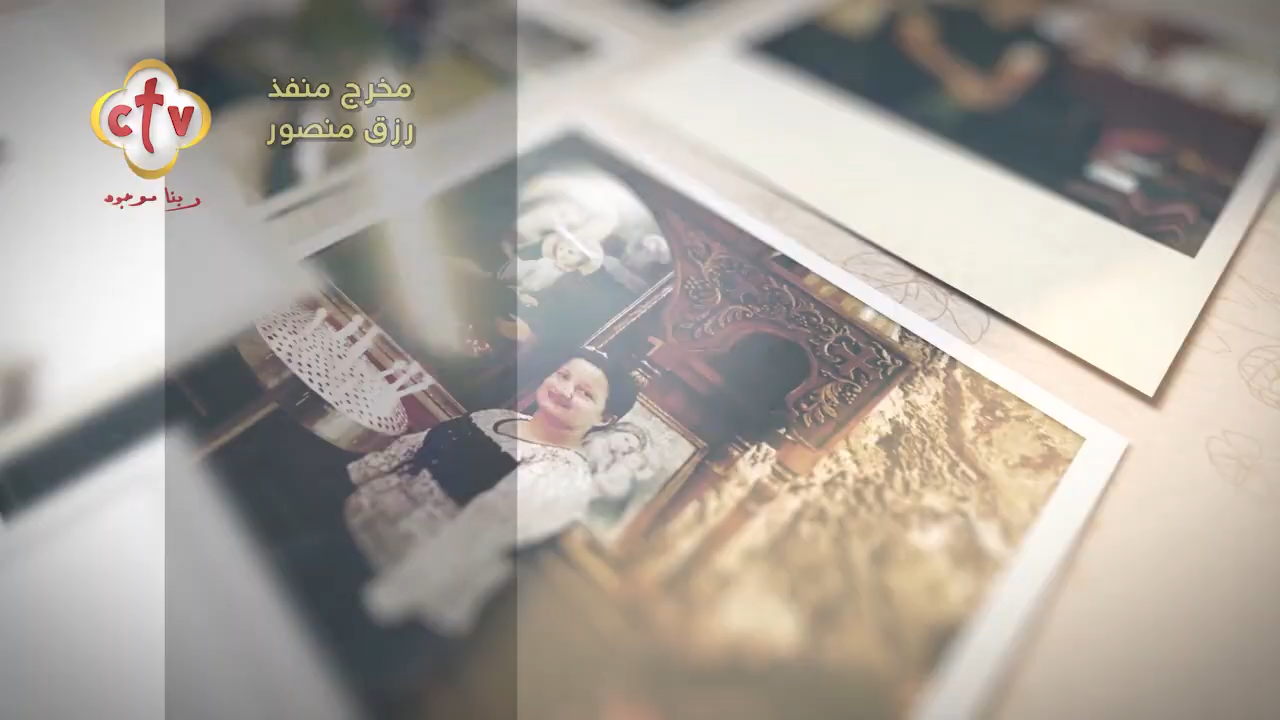 ctv
ربنا موجود
مخرج منفذ
رزق منصور